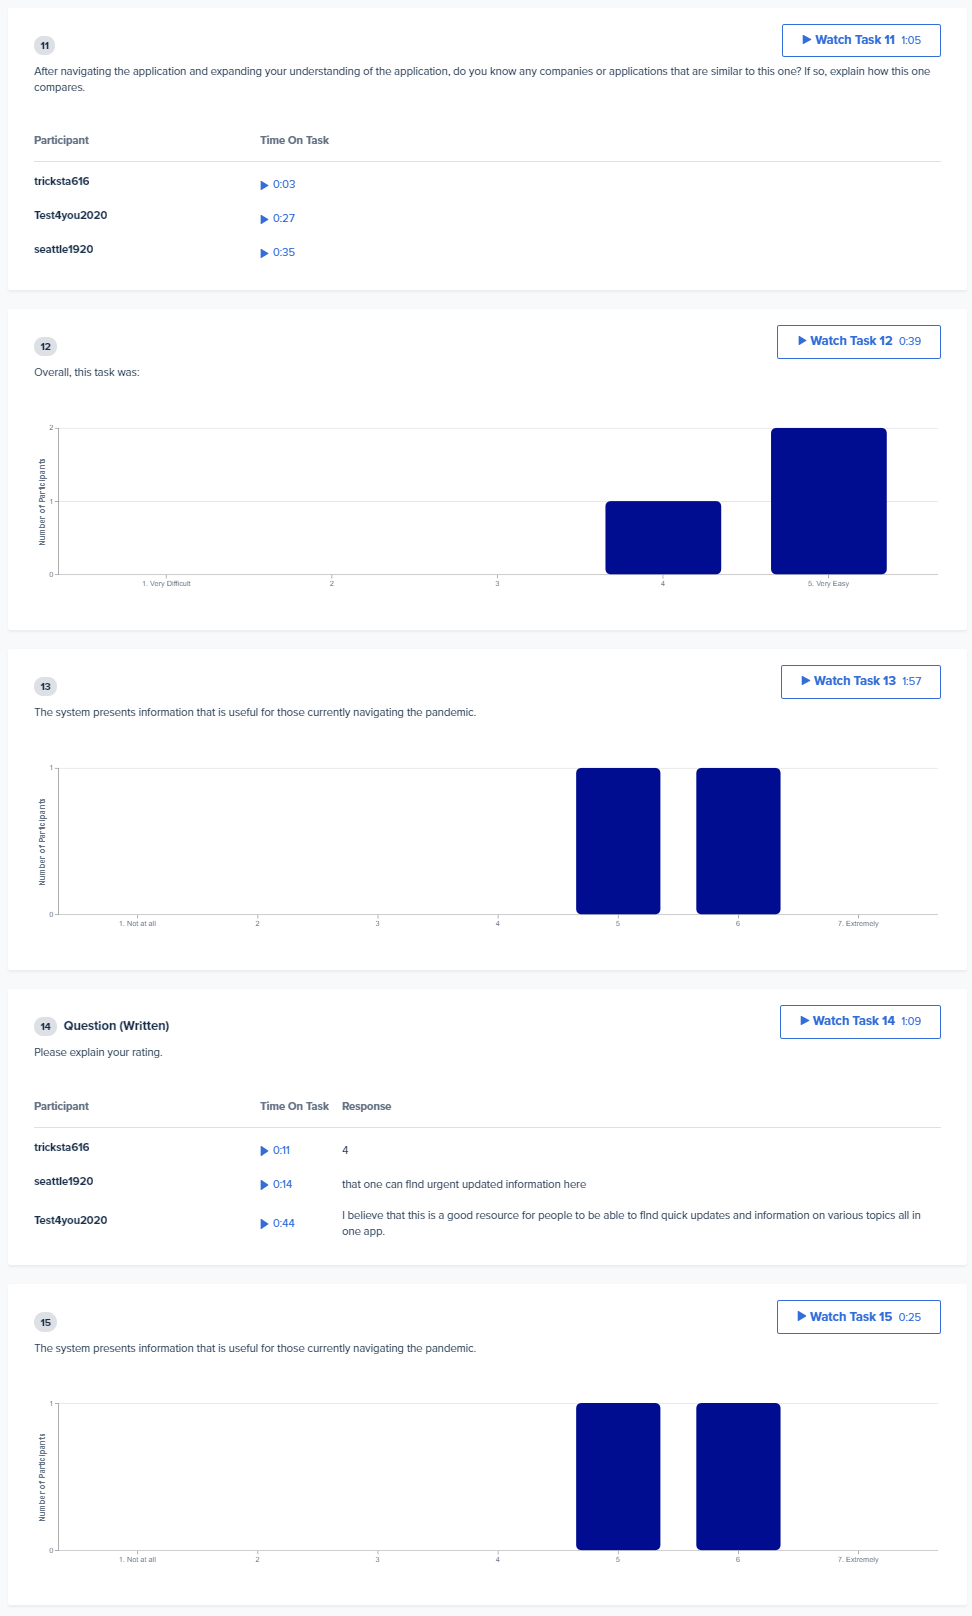 11
Watch Task 11 1:05
After navigating the application and expanding your understanding of the application, do you know any companies or applications that are similar to this one? If so, explain how this one
compares.
Participant Time On Task
tricksta616 0:03
Test4you2020 0:27
seattle1920 0:35
12
Watch Task 12 0:39
Overall, this task was:
Number of Participants
2
1
0
1. Very Difficult 2 3 4 5. Very Easy
13
Watch Task 13 1:57
The system presents information that is useful for those currently navigating the pandemic.
Number of Participants
1
0
1. Not at all 2 3 4 5 6 7. Extremely
14 Question (Written)
Watch Task 14 1:09
Please explain your rating.
Participant Time On Task Response
tricksta616 0:11 4
seattle1920 0:14 that one can find urgent updated information here
Test4you2020 0:44 I believe that this is a good resource for people to be able to find quick updates and information on various topics all in
one app.
15
Watch Task 15 0:25
The system presents information that is useful for those currently navigating the pandemic.
Number of Participants
1
0
1. Not at all 2 3 4 5 6 7. Extremely